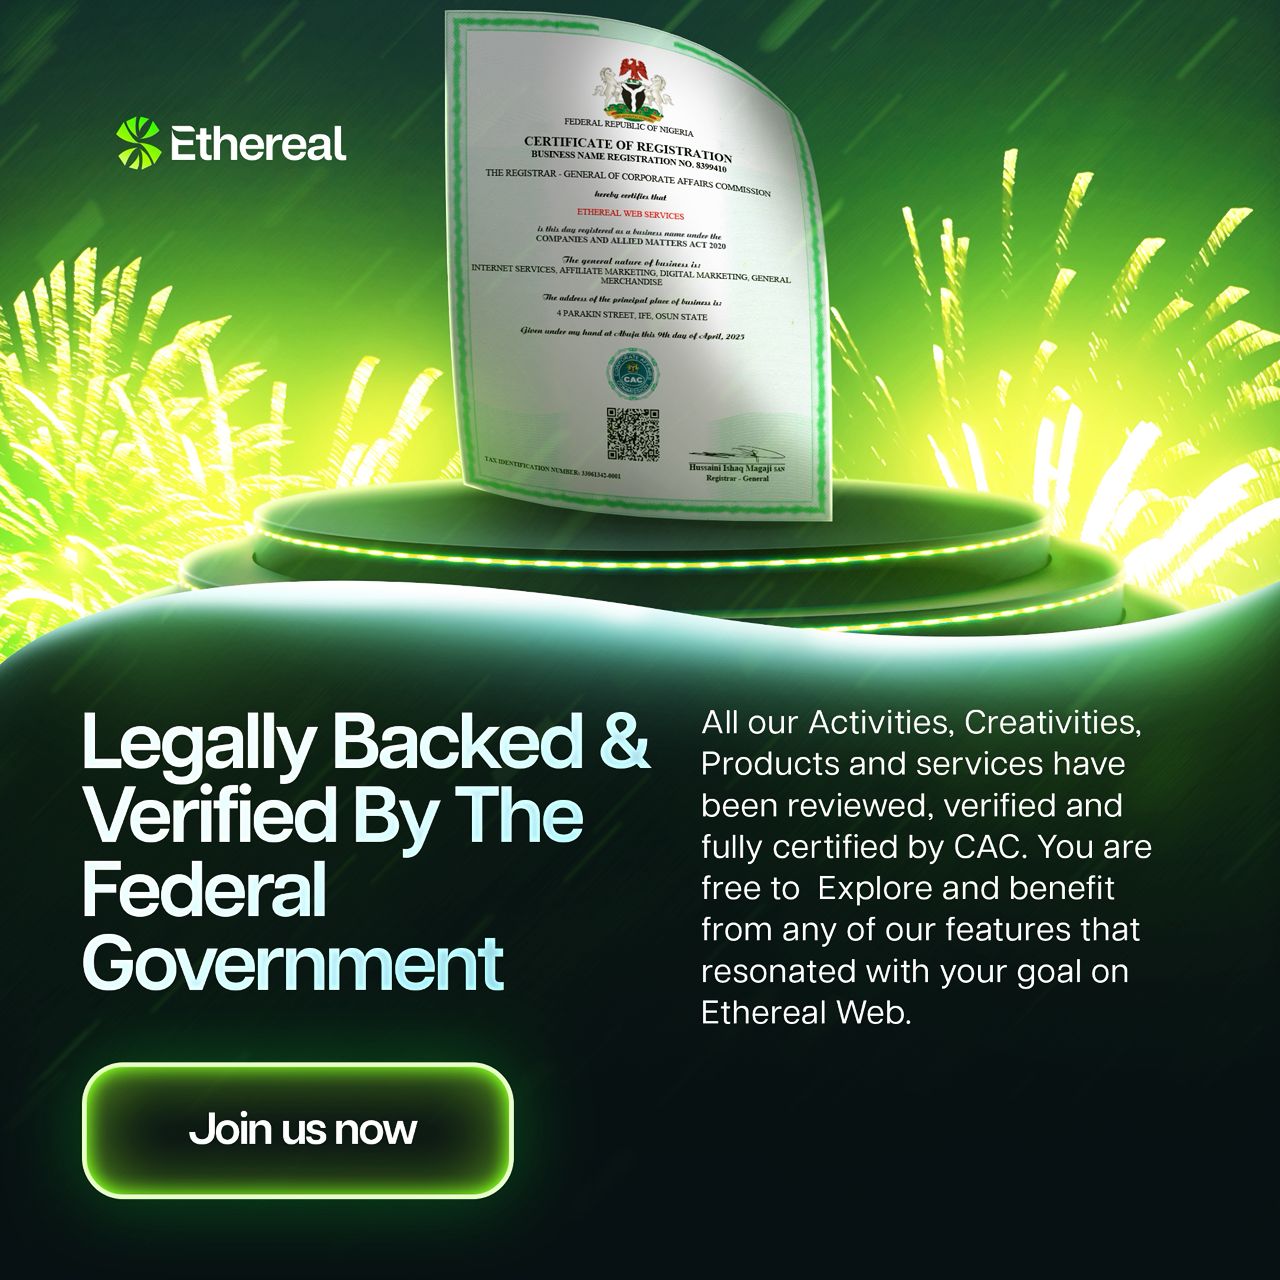 Ethereal
FEDERAL REPUBLIC OF NIGERIA
CERTIFICATE OF REGISTRATION
BUSINESS NAME REGISTRATION NO. 8399410
THE REGISTRAR - GENERAL OF CORPORATE AFFAIRS COMMISSION
hereby certifies that
ETHEREAL WEB SERVICES
is this day registered as a business name under the
COMPANIES AND ALLIED MATTERS ACT 2020
The general nature of business is:
INTERNET SERVICES, AFFILIATE MARKETING, DIGITAL MARKETING, GENERAL
MERCHANDISE
The address of the principal place of business is:
4 PARAKIN STREET, IFE, OSUN STATE
Given under my hand at Abuja this 9th day of April, 2025
CAC
TAX IDENTIFICATION NUMBER: 33061342-0001
Hussaini Ishaq Magaji SAN
Registrar - General
Legally Backed &
Verified By The
Federal
Government
All our Activities, Creativities,
Products and services have
been reviewed, verified and
fully certified by CAC. You are
free to  Explore and benefit
from any of our features that
resonated with your goal on
Ethereal Web.
Join us now